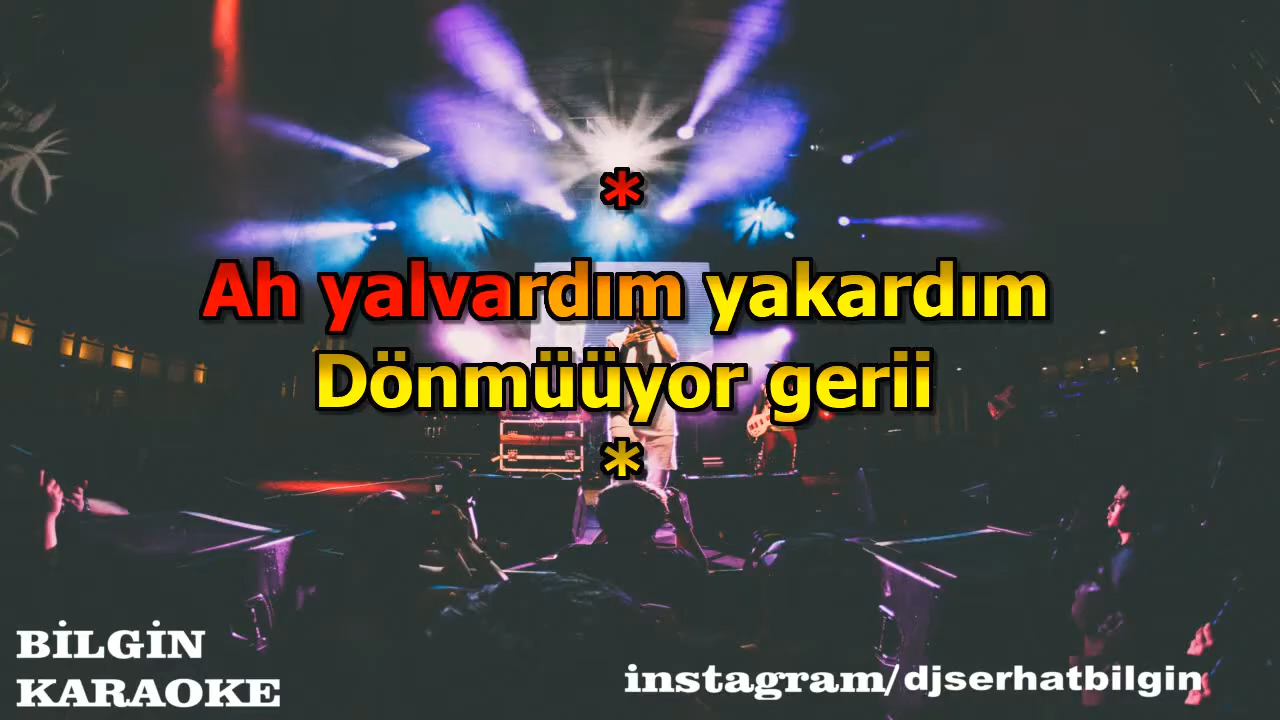 *
Ah yalvardım yakardım
Dönmüüyor gerii
*
BİLGİN
KARAOKE
instagram/djserhatbilgin